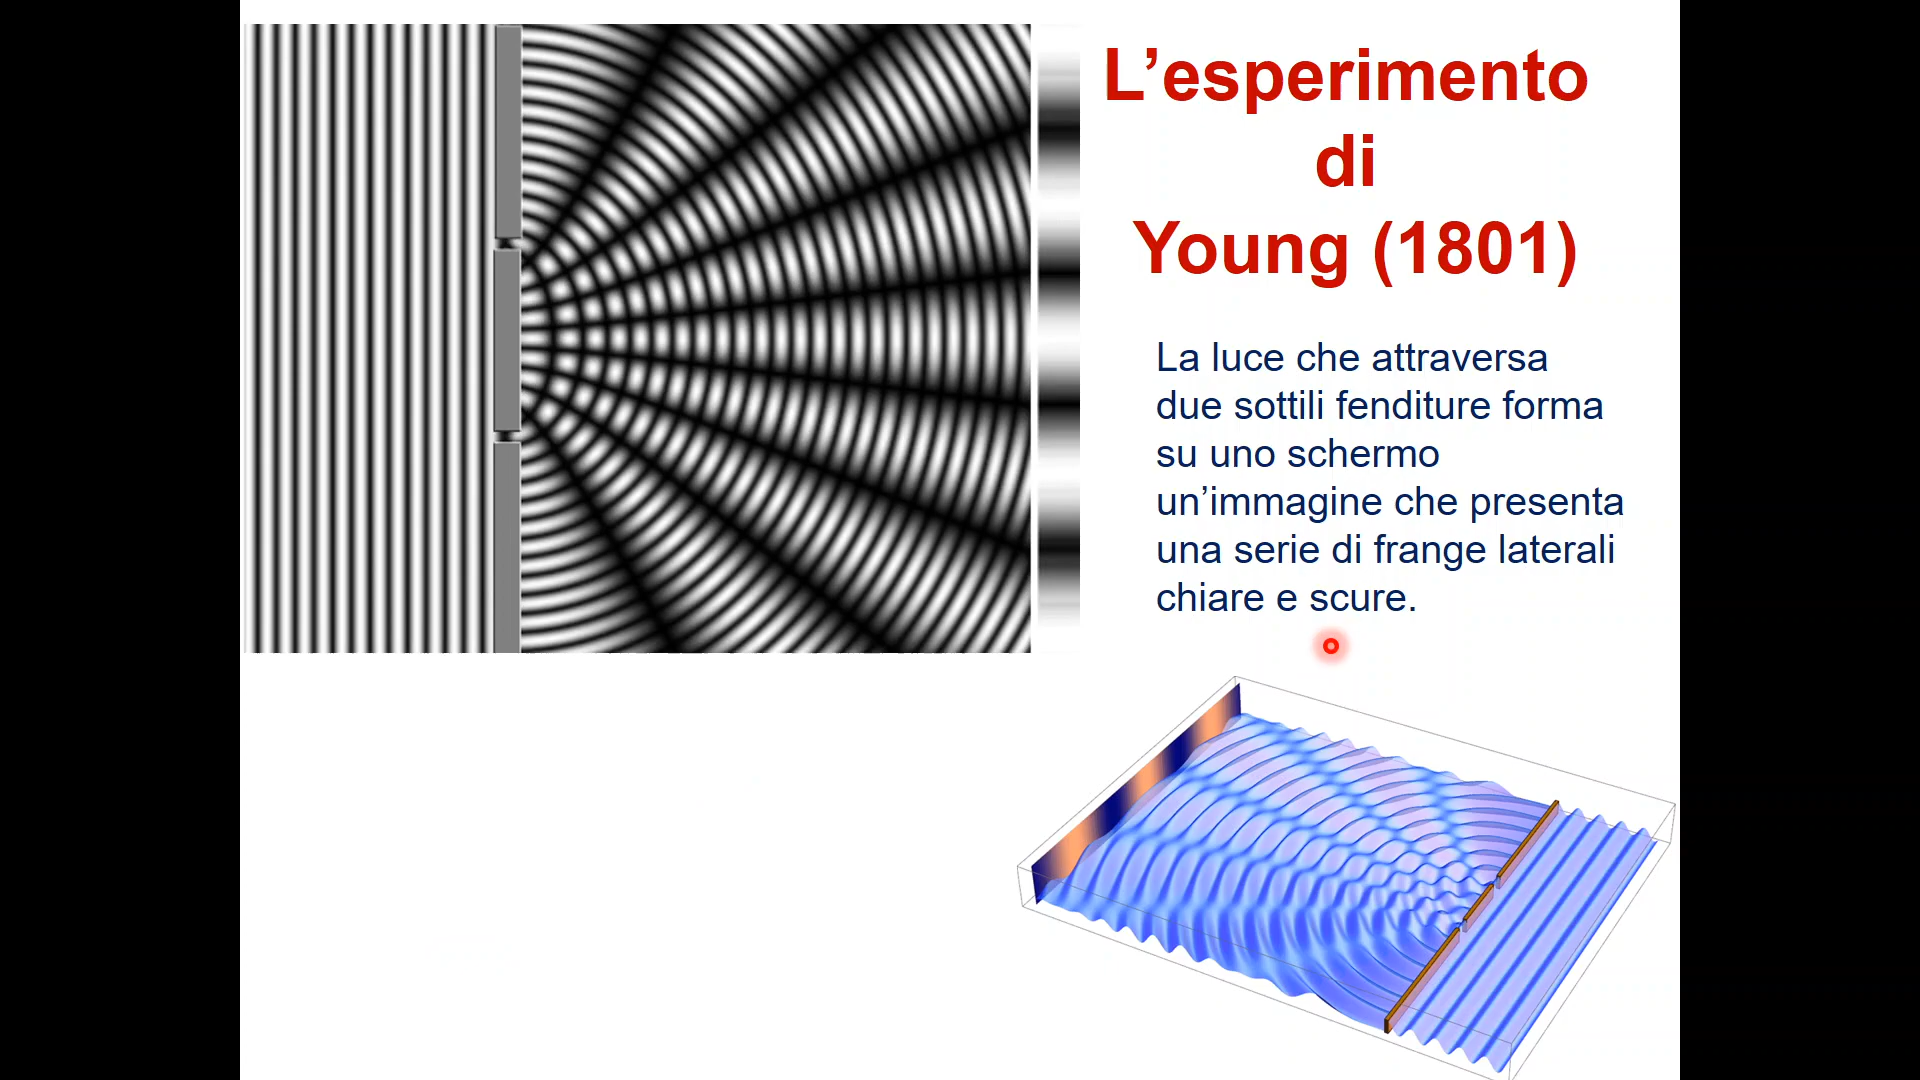 L’esperimento
di
Young (1801)
La luce che attraversa
due sottili fenditure forma
su uno schermo
un’immagine che presenta
una serie di frange laterali
chiare e scure.